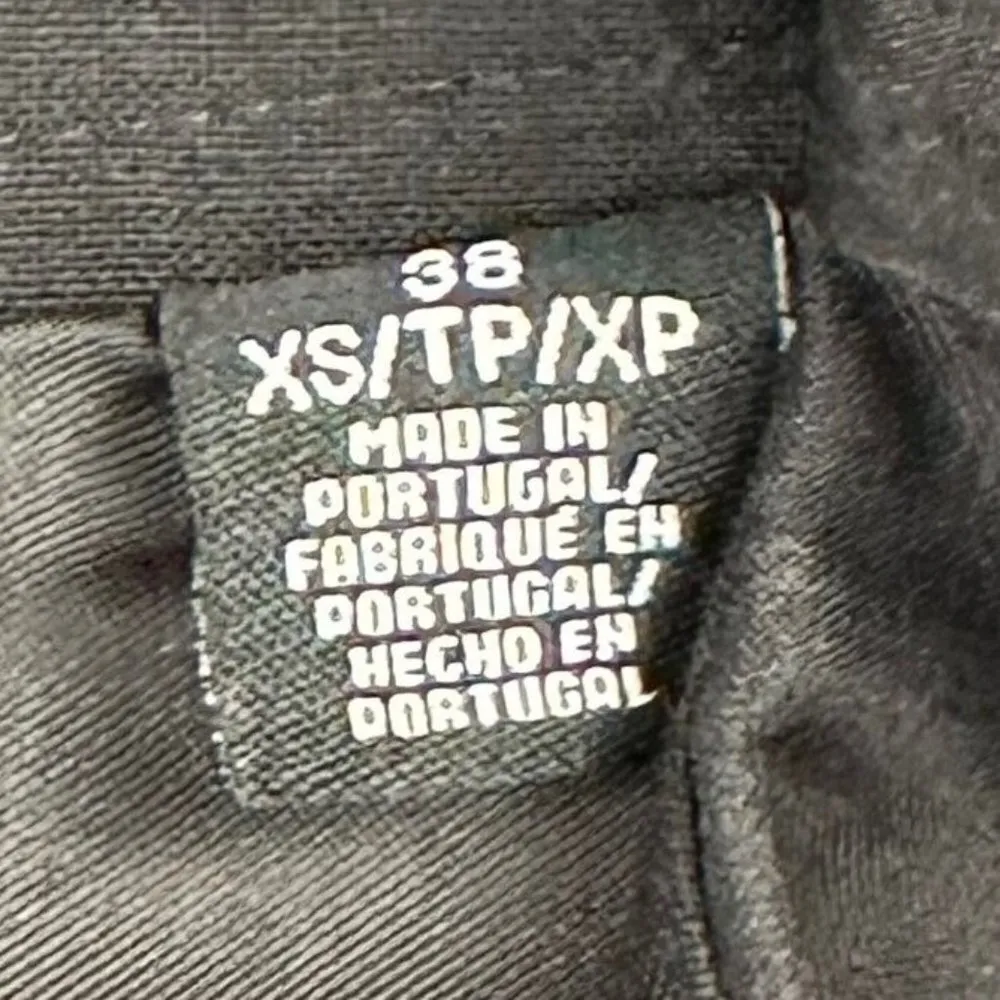 38
XS/TP/XP
MADE IN
PORTUGAL/
FABRIQUÉ EN
PORTUGAL/
HECHO EN
PORTUGAL